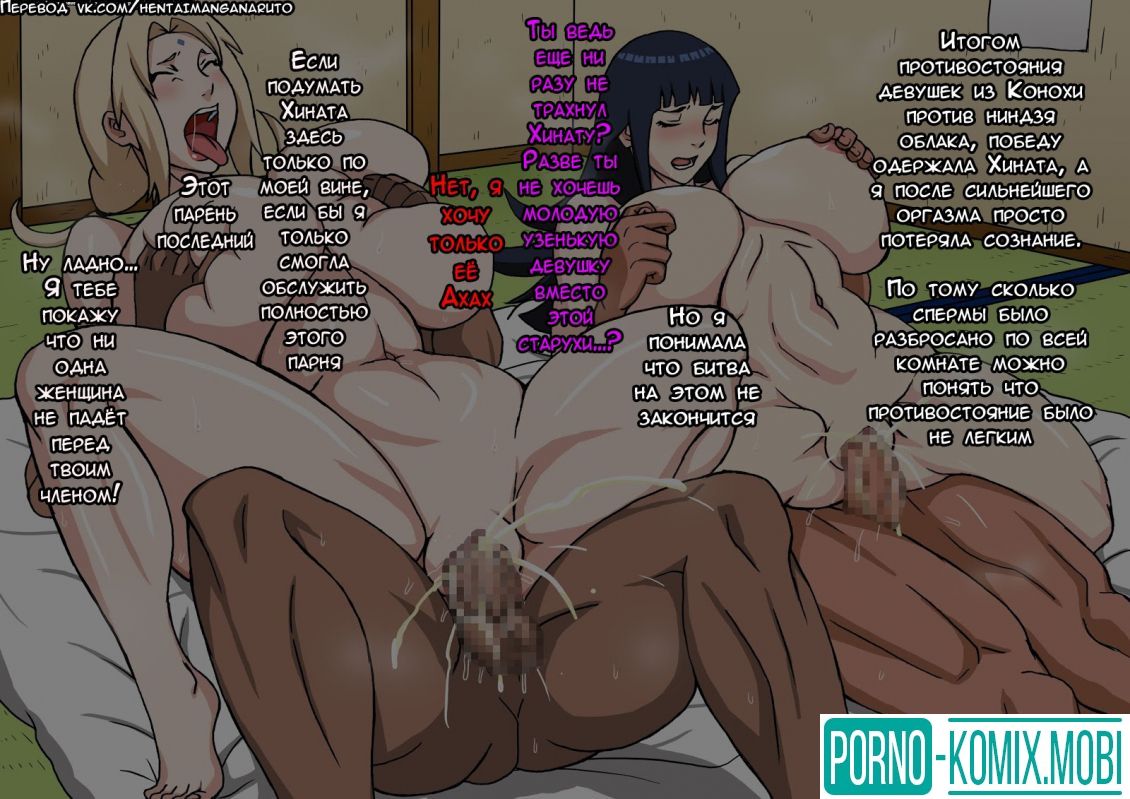 Перевод- vk.com/hentaimanganaruto
Ну ладно...
Я тебе
покажу
что ни
одна
женщина
не падёт
перед
твоим
членом!
Этот
парень
последний
Если
подумать
Хината
здесь
только по
моей вине,
если бы я
только
смогла
обслужить
полностью
этого
парня
Нет, я
хочу
только
её
Ахах
Ты ведь
еще ни
разу не
трахнул
Хинату?
Разве ты
не хочешь
молодую
узенькую
девушку
вместо
этой
старухи...?
Но я
понимала
что битва
на этом не
закончится
Итогом
противостояния
девушек из Конохи
против ниндзя
облака, победу
одержала Хината, а
я после сильнейшего
оргазма просто
потеряла сознание.
По тому сколько
спермы было
разбросано по всей
комнате можно
понять что
противостояние было
не легким
PORNO-KOMIX.MOBI